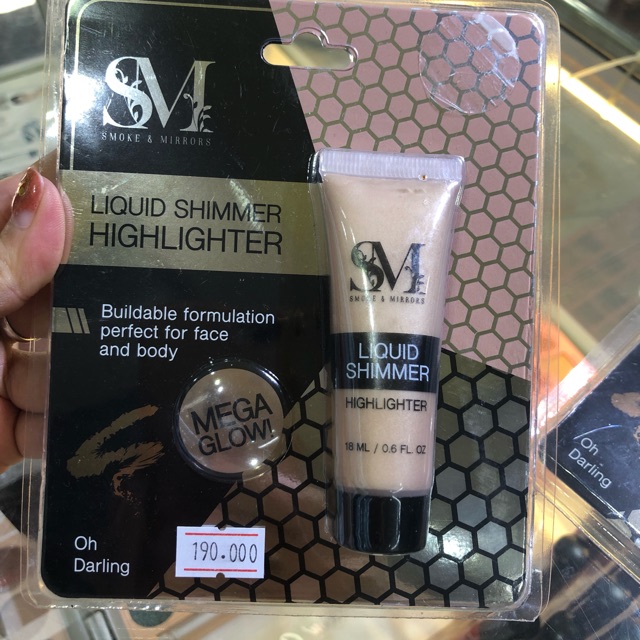 SM
SMOKE & MIRRORS
LIQUID SHIMMER
HIGHLIGHTER
Buildable formulation
perfect for face
and body
MEGA
GLOW!
Oh
Darling
190.000
SM
SMOKE & MIRRORS
LIQUID
SHIMMER
HIGHLIGHTER
18 ML / 0.6 FL OZ
Oh
Darling